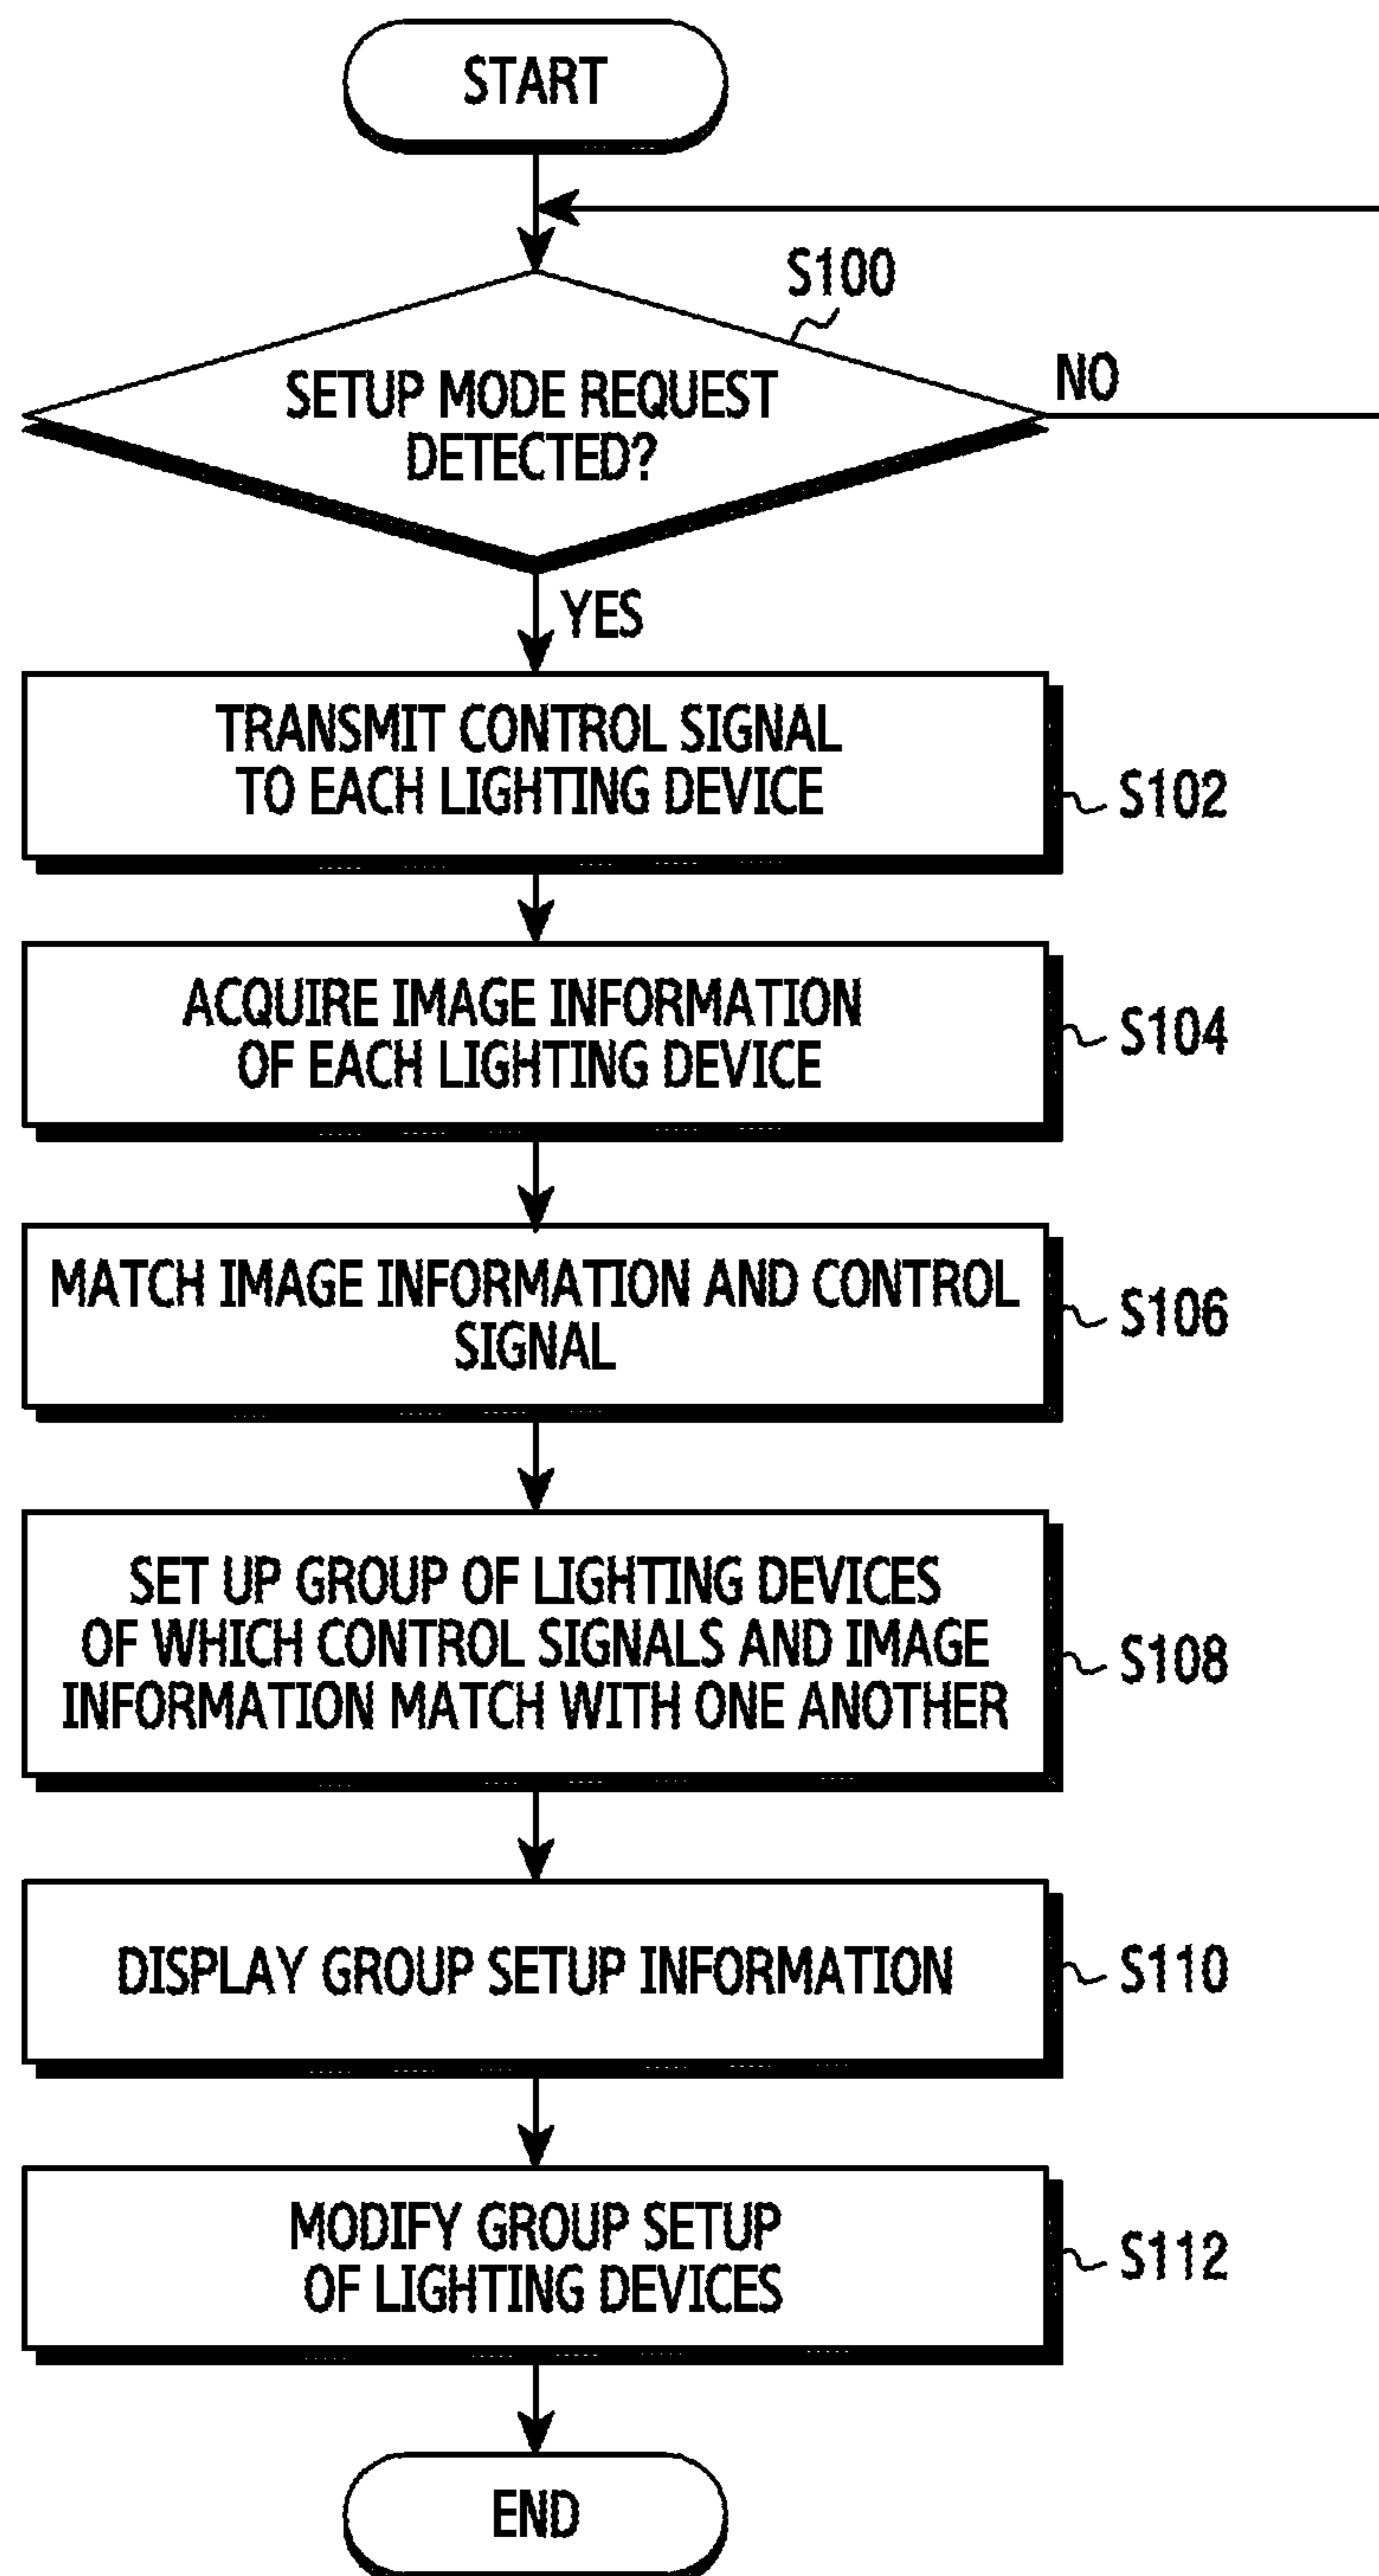 START
S100
SETUP MODE REQUEST
DETECTED?
NO
YES
TRANSMIT CONTROL SIGNAL
TO EACH LIGHTING DEVICE
S102
ACQUIRE IMAGE INFORMATION
OF EACH LIGHTING DEVICE
S104
MATCH IMAGE INFORMATION AND CONTROL
SIGNAL
S106
SET UP GROUP OF LIGHTING DEVICES
OF WHICH CONTROL SIGNALS AND IMAGE
INFORMATION MATCH WITH ONE ANOTHER
S108
DISPLAY GROUP SETUP INFORMATION
S110
MODIFY GROUP SETUP
OF LIGHTING DEVICES
S112
END